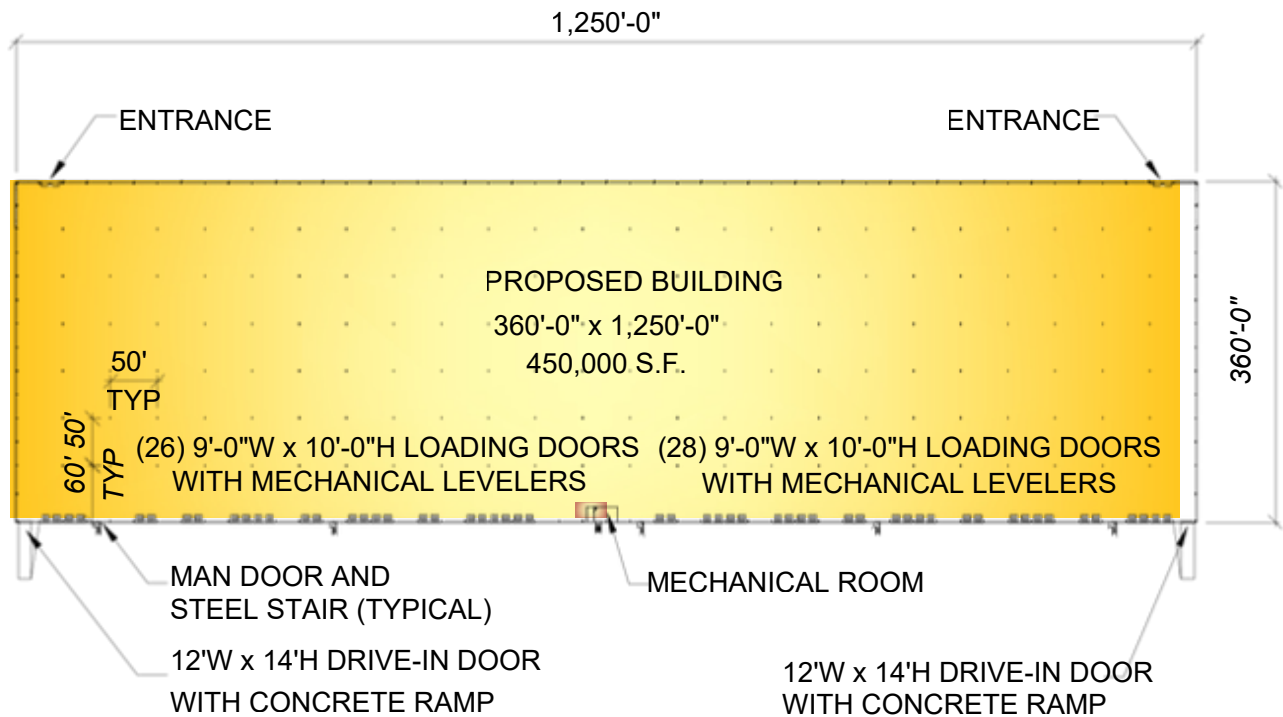 1,250'-0"
ENTRANCE
ENTRANCE
PROPOSED BUILDING
360'-0" x 1,250'-0"
450,000 S.F.
360'-0"
50'
TYP
60' 50'
TYP
(26) 9'-0"W x 10'-0"H LOADING DOORS
WITH MECHANICAL LEVELERS
(28) 9'-0"W x 10'-0"H LOADING DOORS
WITH MECHANICAL LEVELERS
MAN DOOR AND
STEEL STAIR (TYPICAL)
MECHANICAL ROOM
12'W x 14'H DRIVE-IN DOOR
WITH CONCRETE RAMP
12'W x 14'H DRIVE-IN DOOR
WITH CONCRETE RAMP